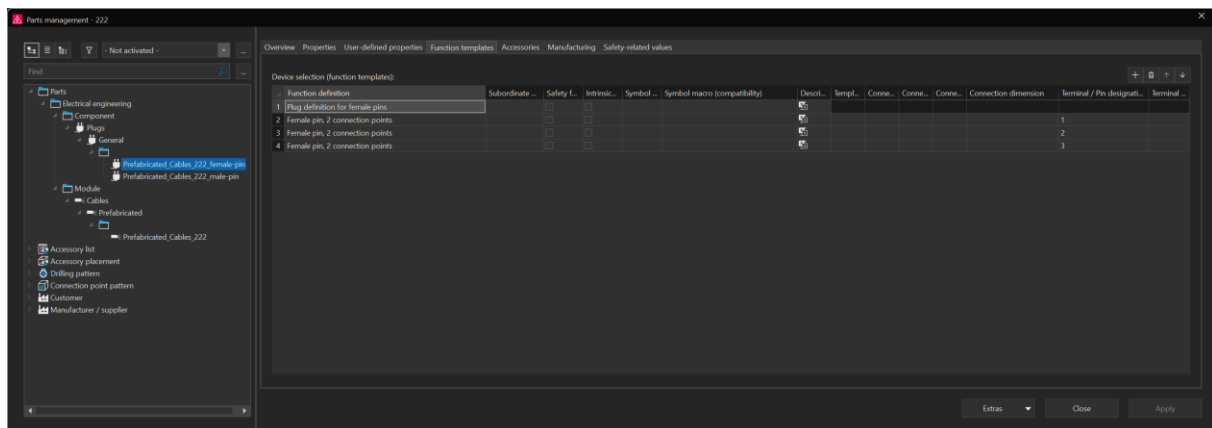 Parts management - 222
- Not activated -
...
Find
...
Parts
Electrical engineering
Component
Plugs
General
Prefabricated_Cables_222_female-pin
Prefabricated_Cables_222_male-pin
Module
Cables
Prefabricated
Prefabricated_Cables_222
Accessory list
Accessory placement
Drilling pattern
Connection point pattern
Customer
Manufacturer / supplier
Overview Properties User-defined properties Function templates Accessories Manufacturing Safety-related values
Device selection (function templates):
Function definition Subordinate ... Safety f... Intrinsic... Symbol ... Symbol macro (compatibility) Descri... Templ... Conne... Conne... Conne... Connection dimension Terminal / Pin designati... Terminal ...
1 Plug definition for female pins
2 Female pin, 2 connection points 1
3 Female pin, 2 connection points 2
4 Female pin, 2 connection points 3
Extras Close Apply